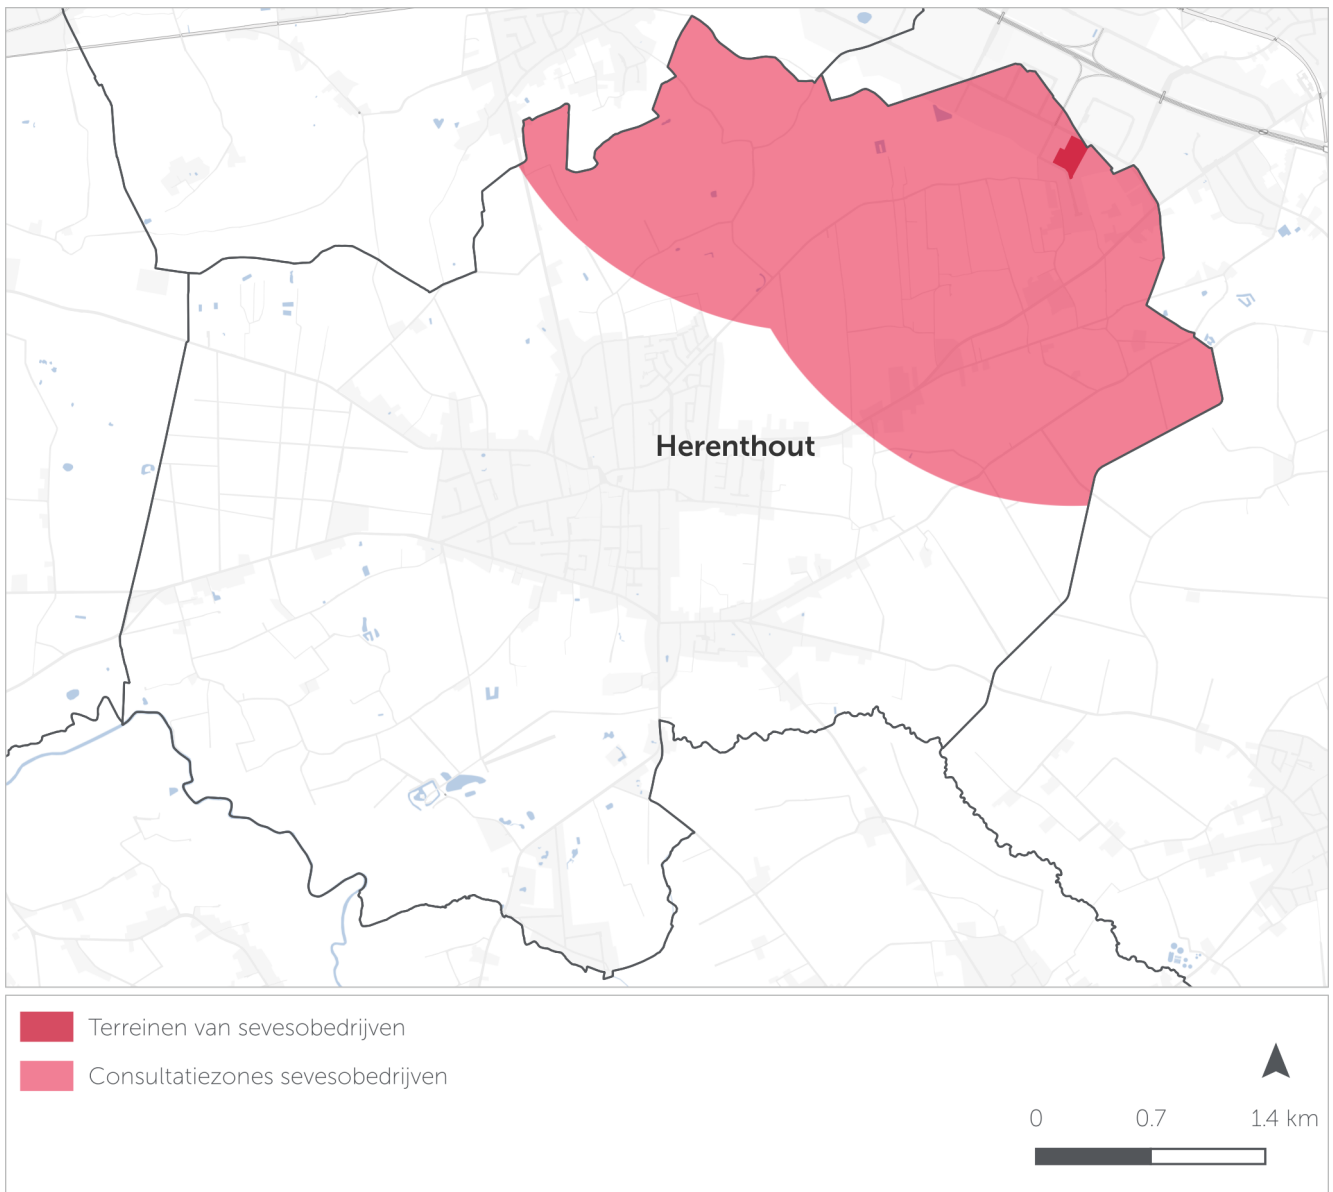 Herenthout
Terreinen van sevesobedrijven
Consultatiezones sevesobedrijven
0 0.7 1.4 km